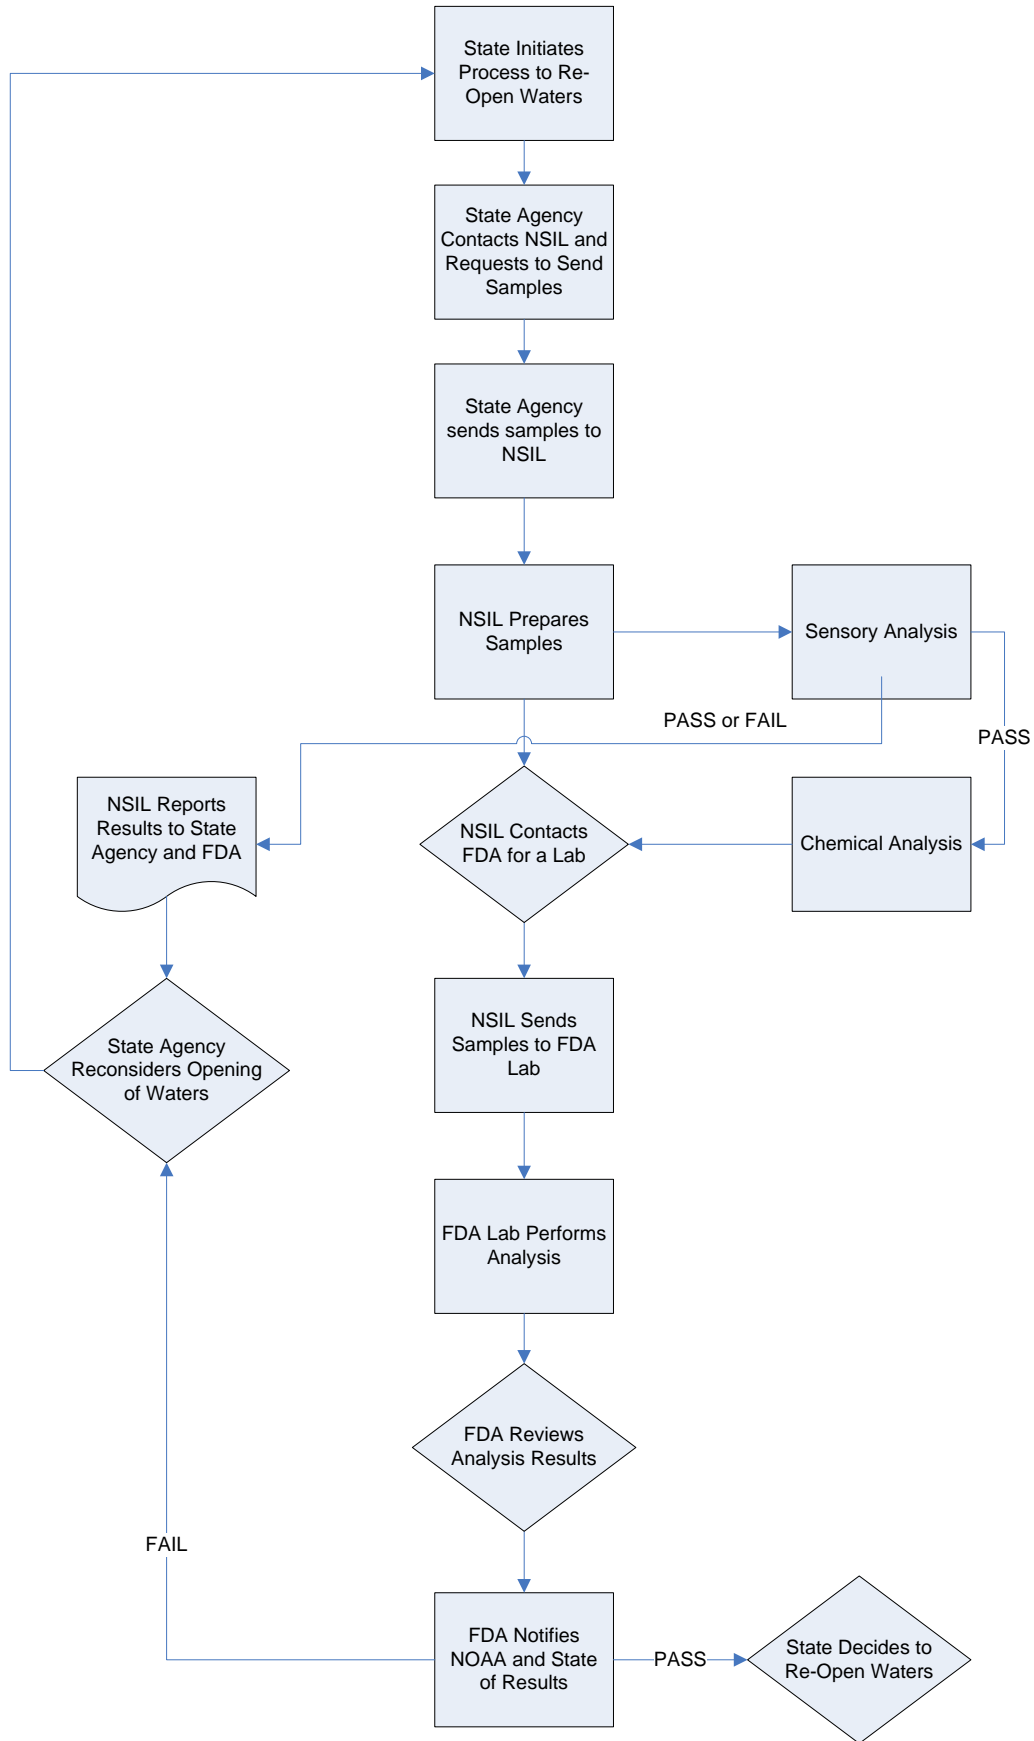 State Initiates
Process to Re-
Open Waters
State Agency
Contacts NSIL and
Requests to Send
Samples
State Agency
sends samples to
NSIL
NSIL Prepares
Samples
Sensory Analysis
PASS or FAIL
PASS
NSIL Reports
Results to State
Agency and FDA
NSIL Contacts
FDA for a Lab
Chemical Analysis
State Agency
Reconsiders Opening
of Waters
NSIL Sends
Samples to FDA
Lab
FDA Lab Performs
Analysis
FDA Reviews
Analysis Results
FAIL
FDA Notifies
NOAA and State
of Results
PASS
State Decides to
Re-Open Waters